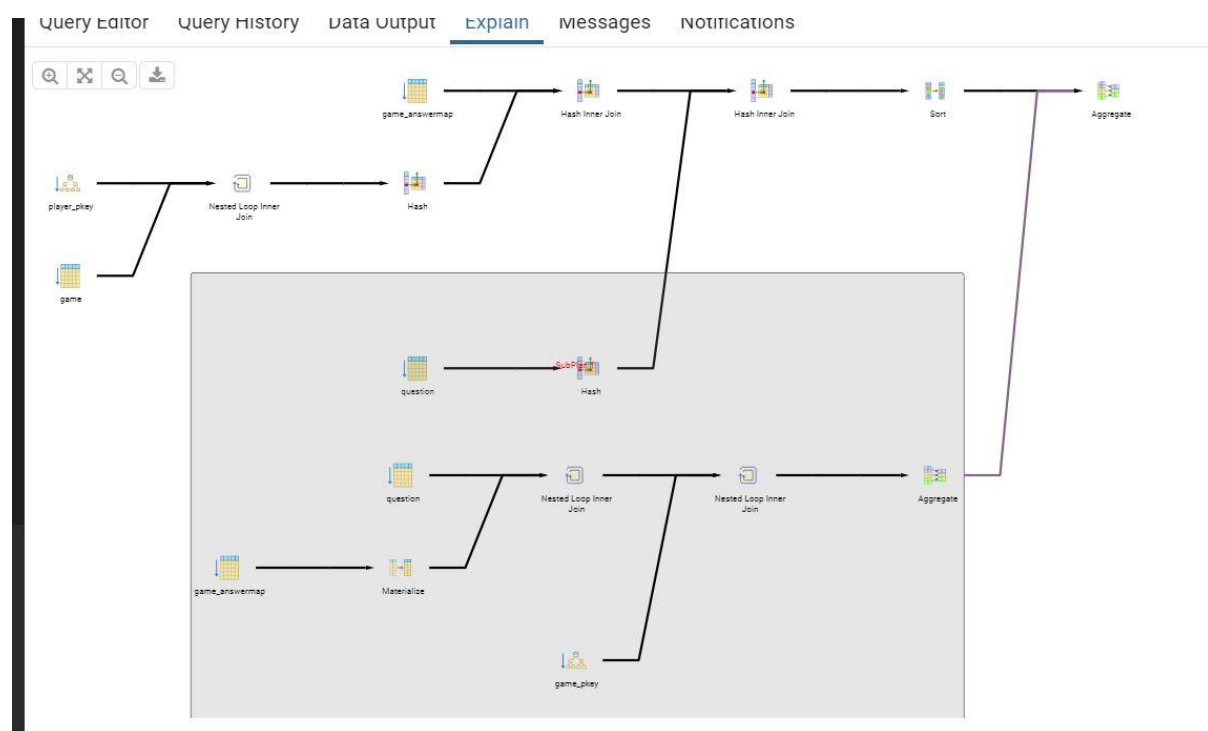 Query Editor Query History Data Output Explain Messages Notifications
game_answermap
Hash Inner Join
Hash Inner Join
Sort
Aggregate
player_pkey
Nested Loop Inner
Join
Hash
game
question
Hash
question
Nested Loop Inner
Join
Nested Loop Inner
Join
Aggregate
game_answermap
Materialize
game_pkey